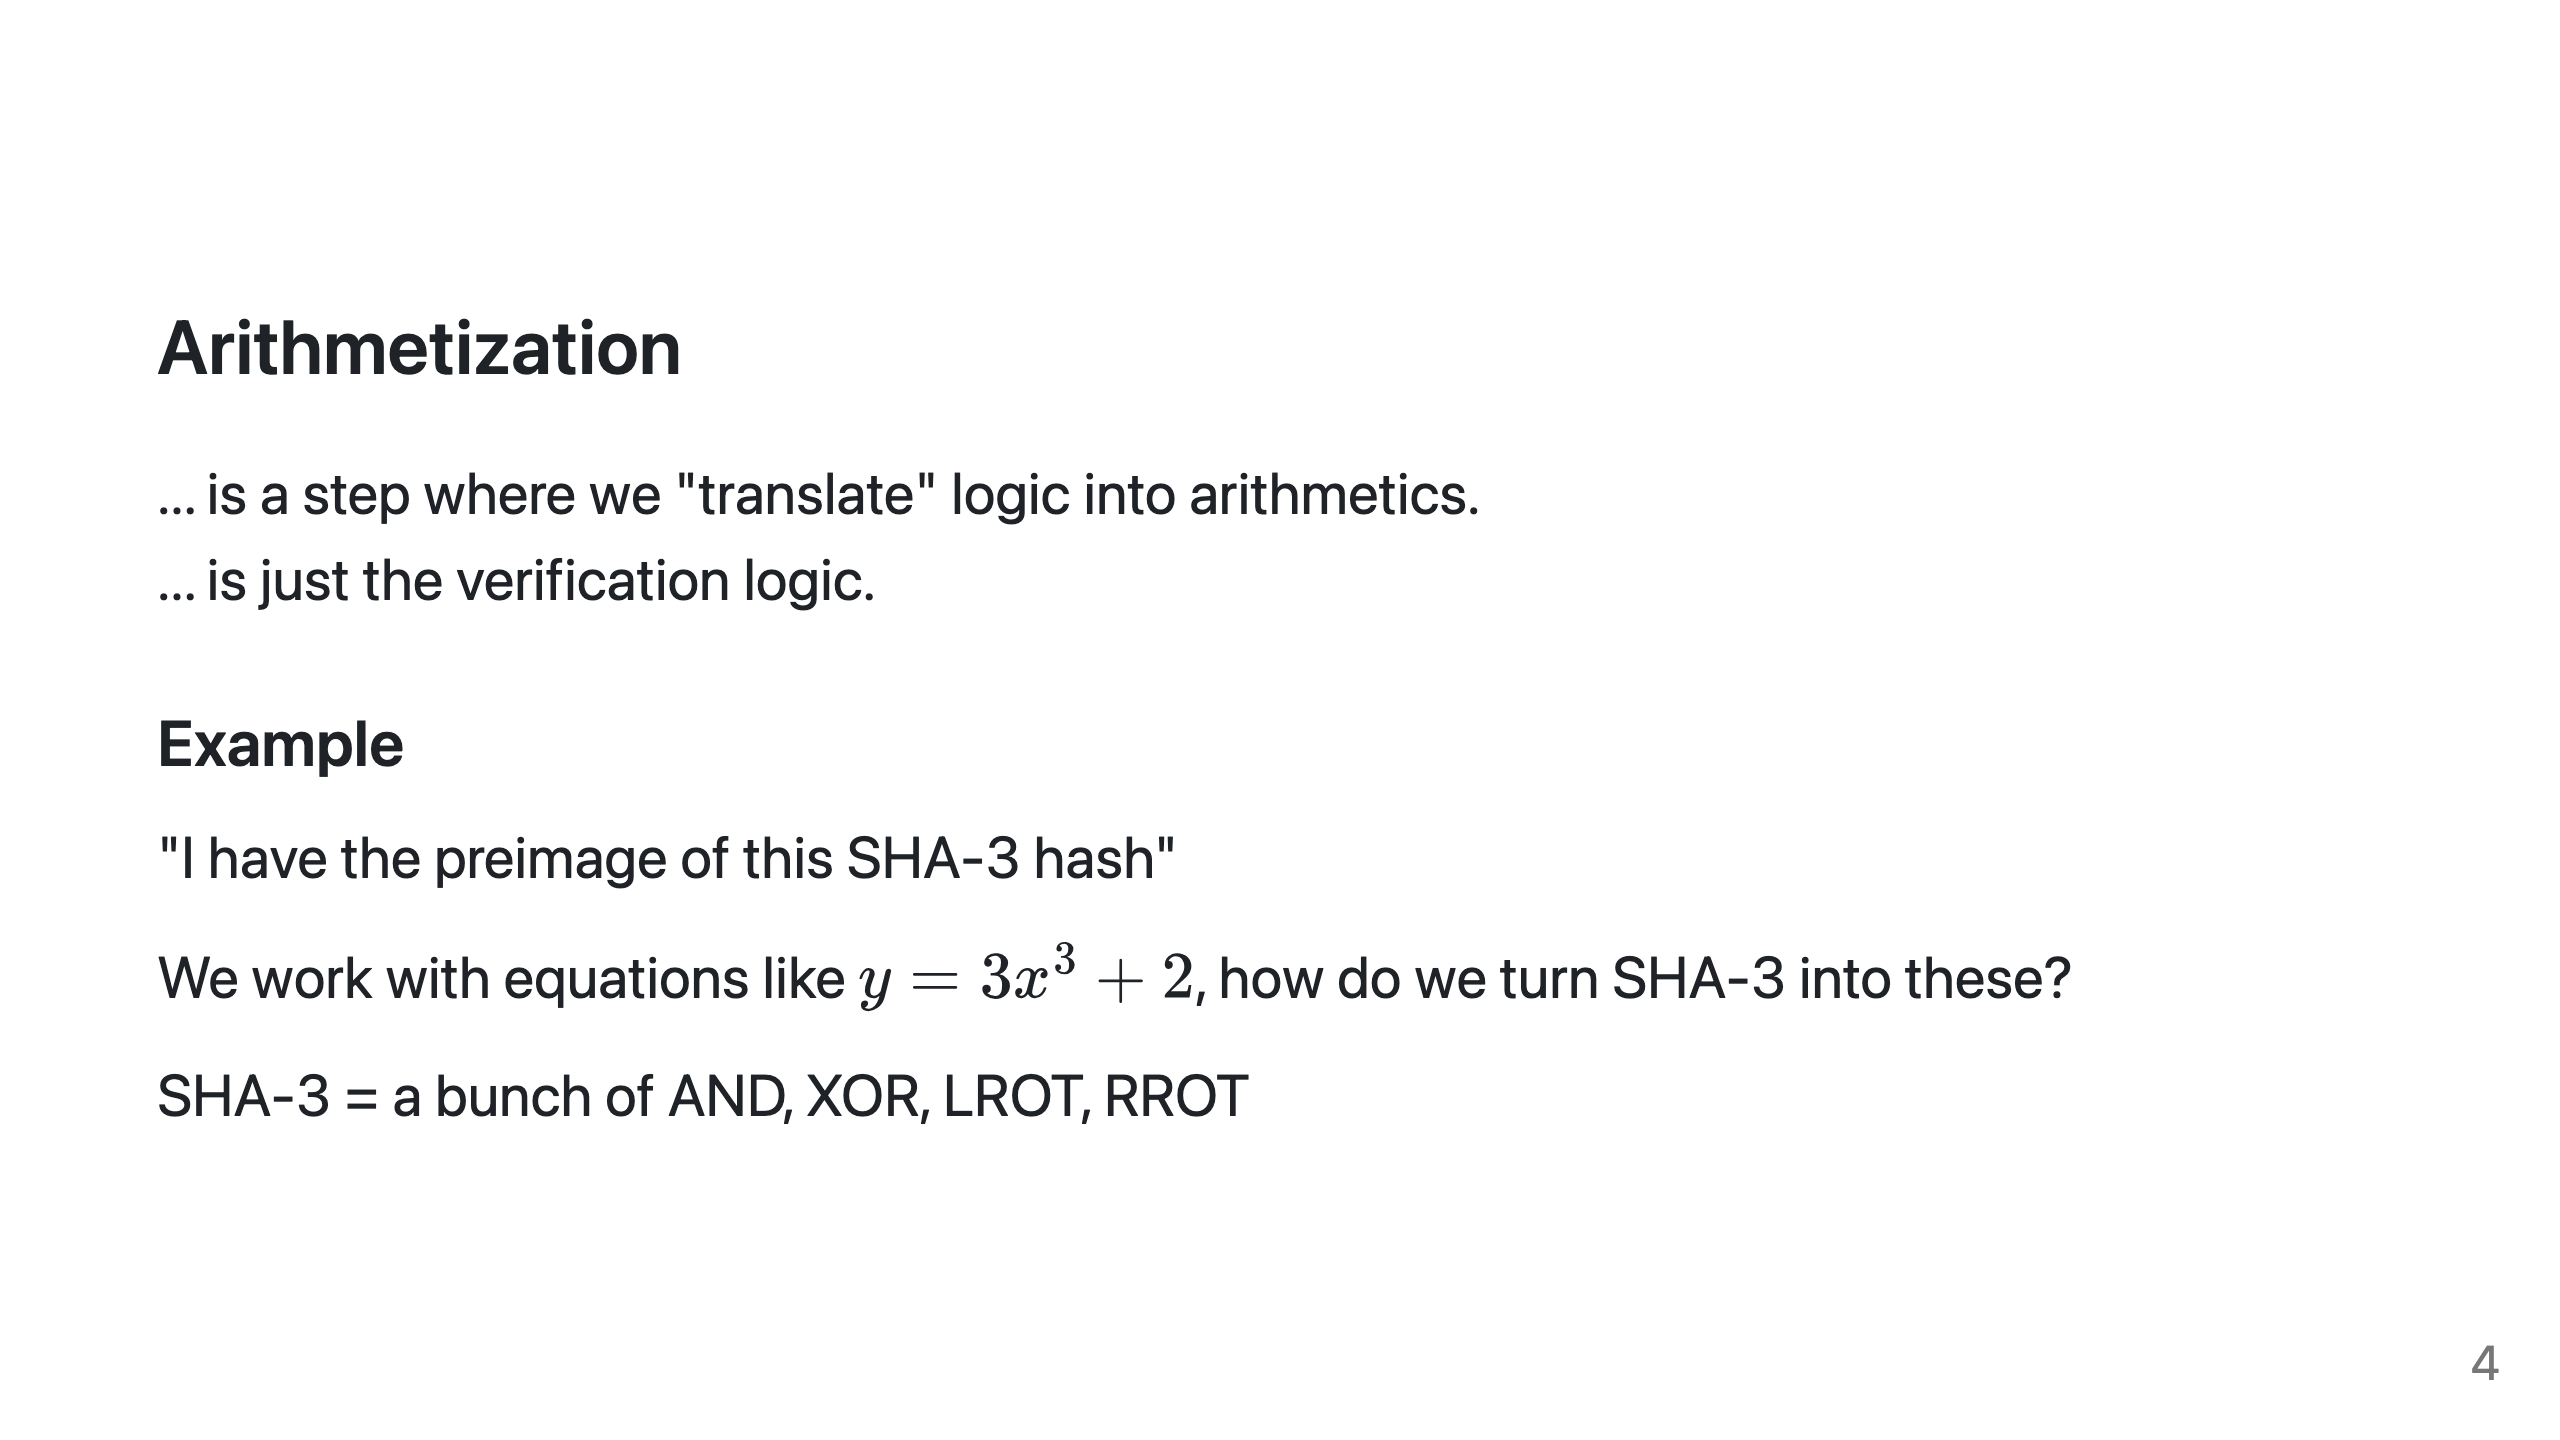 Arithmetization
... is a step where we "translate" logic into arithmetics.
... is just the verification logic.
Example
"I have the preimage of this SHA-3 hash"
We work with equations like y = 3x³ + 2, how do we turn SHA-3 into these?
SHA-3 = a bunch of AND, XOR, LROT, RROT
4